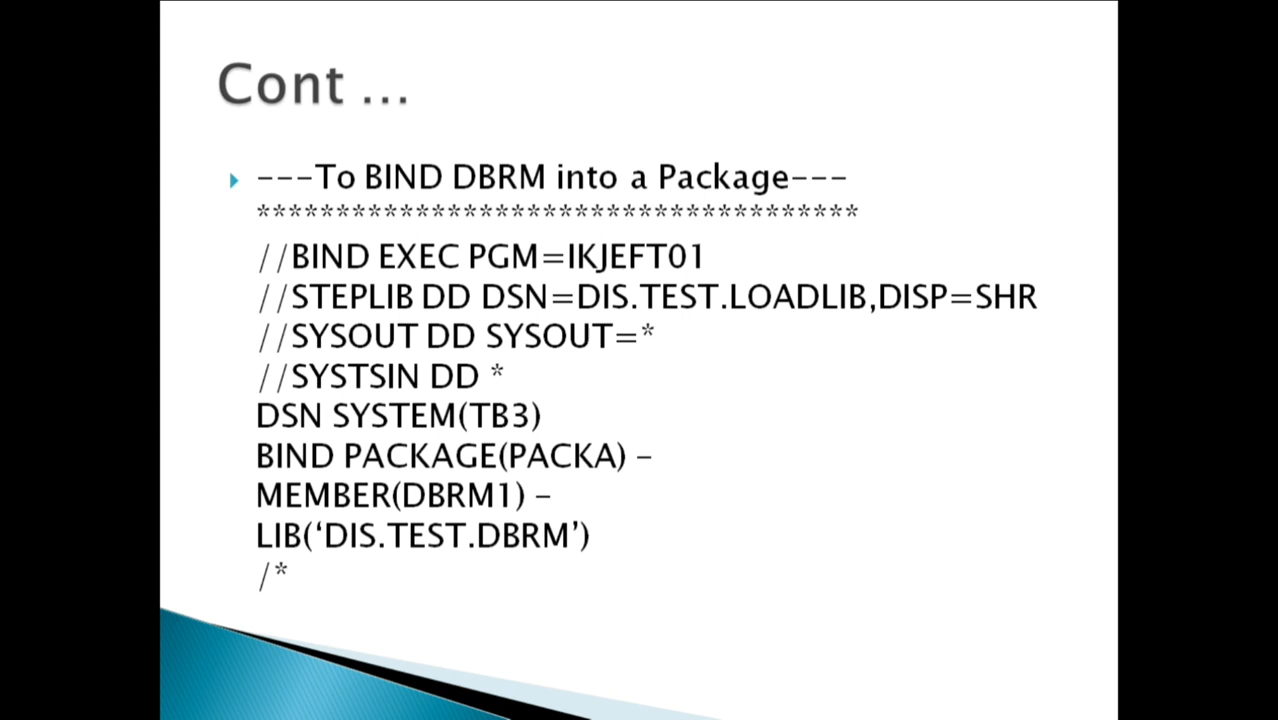 Cont ...
---To BIND DBRM into a Package---
**************************************
//BIND EXEC PGM=IKJEFT01
//STEPLIB DD DSN=DIS.TEST.LOADLIB,DISP=SHR
//SYSOUT DD SYSOUT=*
//SYSTSIN DD *
DSN SYSTEM(TB3)
BIND PACKAGE(PACKA) –
MEMBER(DBRM1) –
LIB(‘DIS.TEST.DBRM’)
/*